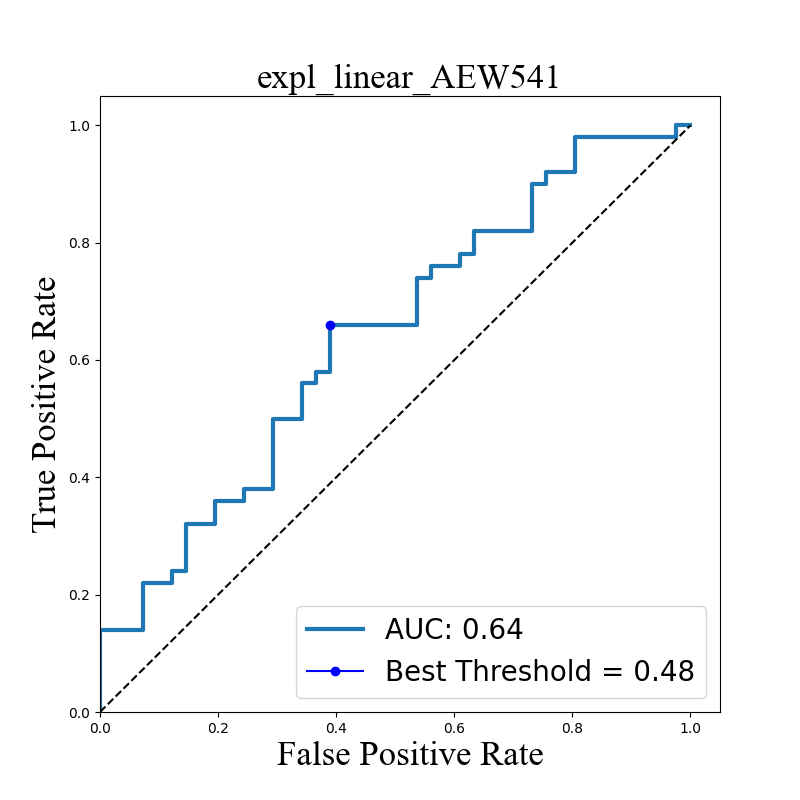 expl_linear_AEW541
True Positive Rate
1.0
0.8
0.6
0.4
0.2
0.0
AUC: 0.64
Best Threshold = 0.48
0.0 0.2 0.4 0.6 0.8 1.0
False Positive Rate